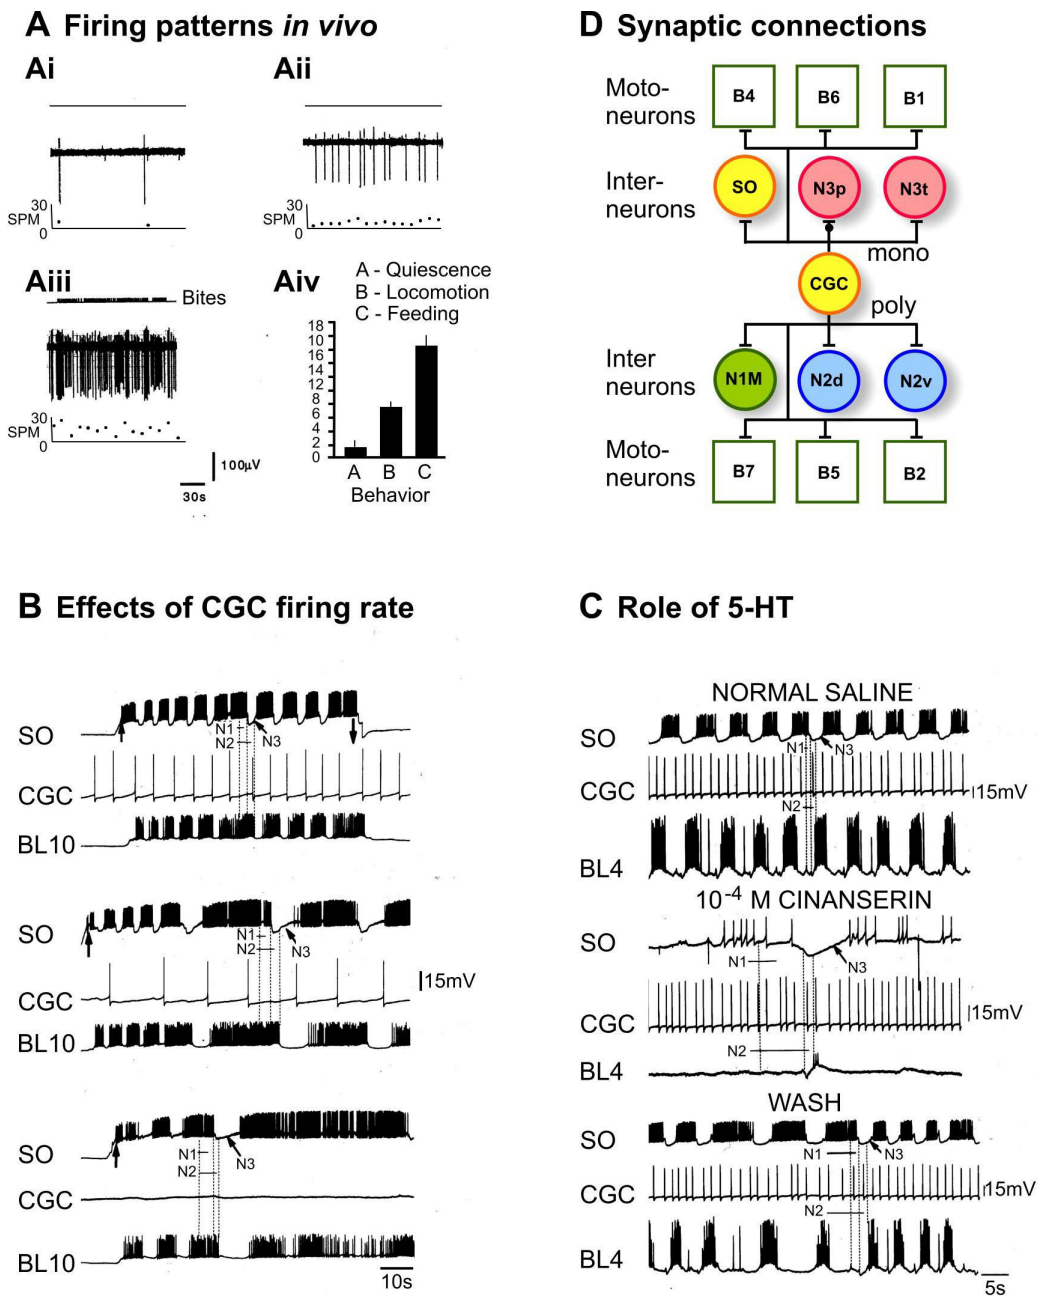 A Firing patterns in vivo
Ai
SPM
30
0
Aii
SPM
30
0
Aiii
Bites
SPM
30
0
100μV
30s
Aiv
A - Quiescence
B - Locomotion
C - Feeding
18
10
16
14
12
10
8
6
4
2
0
A B C
Behavior
D Synaptic connections
Moto-
neurons
B4 B6 B1
Inter-
neurons
SO N3p N3t
mono
CGC
poly
Inter
neurons
N1M N2d N2v
Moto-
neurons
B7 B5 B2
B Effects of CGC firing rate
SO
N1
N2
N3
CGC
BL10
SO
N1
N2
N3
15mV
CGC
BL10
SO
N1
N2
N3
CGC
BL10
10s
C Role of 5-HT
NORMAL SALINE
SO
N1
N3
CGC
15mV
N2
BL4
10⁻⁴ M CINANSERIN
SO
N1
N3
CGC
15mV
N2
BL4
WASH
SO
N1
N3
CGC
15mV
N2
BL4
5s